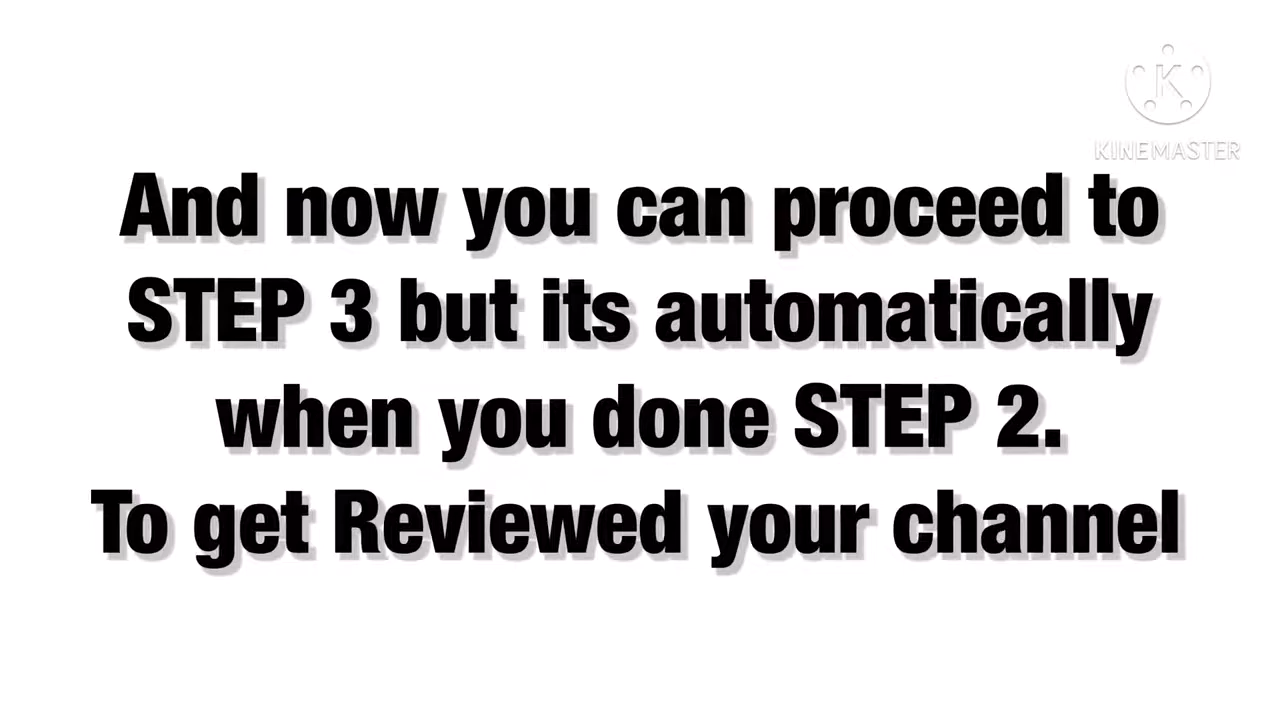 KINEMASTER
And now you can proceed to
STEP 3 but its automatically
when you done STEP 2.
To get Reviewed your channel